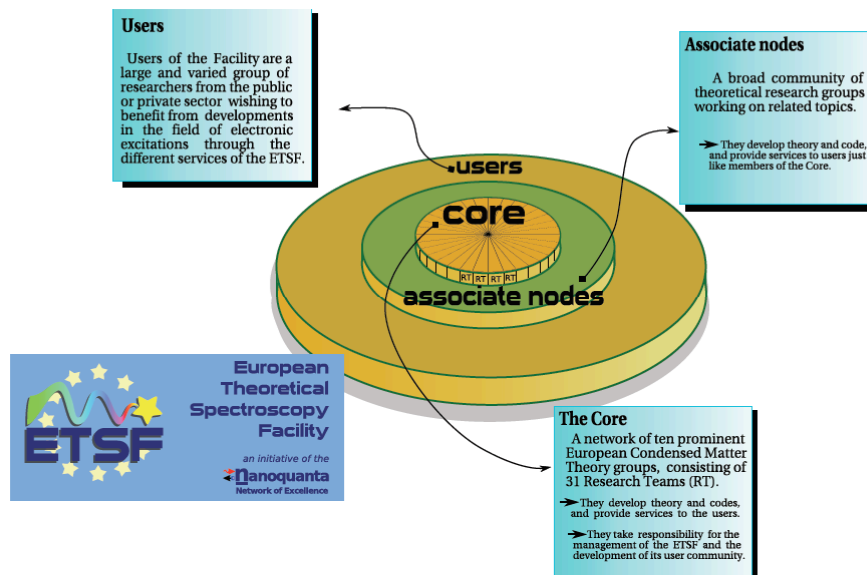 Users
Users of the Facility are a
large and varied group of
researchers from the public
or private sector wishing to
benefit from developments
in the field of electronic
excitations through the
different services of the ETSF.
Associate nodes
A broad community of
theoretical research groups
working on related topics.
They develop theory and code,
and provide services to users just
like members of the Core.
users
core
RT RT RT RT
associate nodes
European
Theoretical
Spectroscopy
Facility
ETSF
an initiative of the
nanoquanta
Network of Excellence
The Core
A network of ten prominent
European Condensed Matter
Theory groups, consisting of
31 Research Teams (RT).
They develop theory and codes,
and provide services to the users.
They take responsibility for the
management of the ETSF and the
development of its user community.